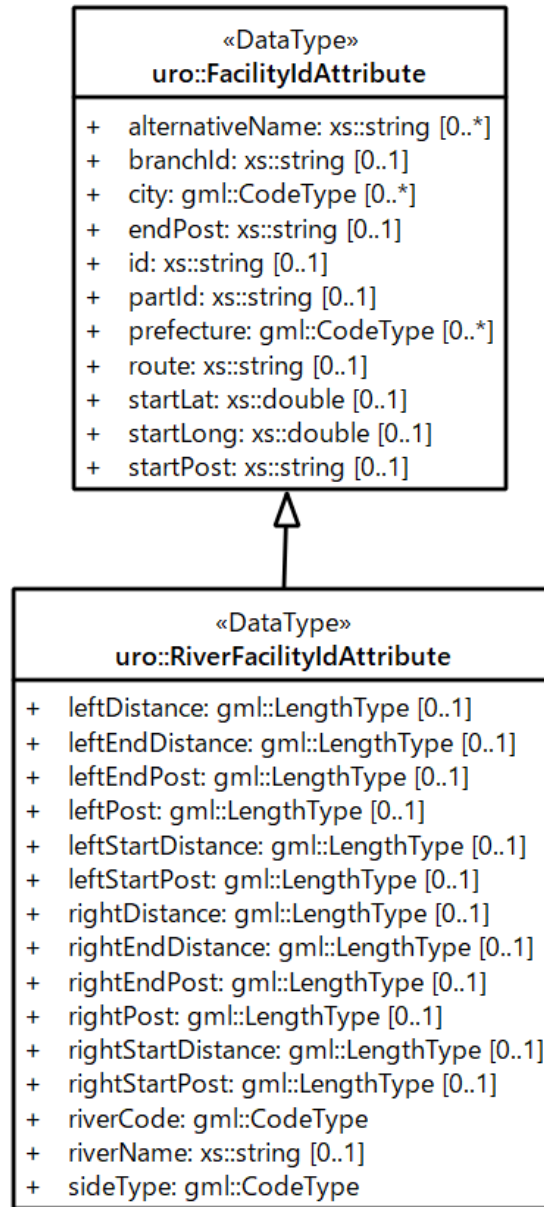 «DataType»
uro::FacilityIdAttribute
+ alternativeName: xs::string [0..*]
+ branchId: xs::string [0..1]
+ city: gml::CodeType [0..*]
+ endPost: xs::string [0..1]
+ id: xs::string [0..1]
+ partId: xs::string [0..1]
+ prefecture: gml::CodeType [0..*]
+ route: xs::string [0..1]
+ startLat: xs::double [0..1]
+ startLong: xs::double [0..1]
+ startPost: xs::string [0..1]
«DataType»
uro::RiverFacilityIdAttribute
+ leftDistance: gml::LengthType [0..1]
+ leftEndDistance: gml::LengthType [0..1]
+ leftEndPost: gml::LengthType [0..1]
+ leftPost: gml::LengthType [0..1]
+ leftStartDistance: gml::LengthType [0..1]
+ leftStartPost: gml::LengthType [0..1]
+ rightDistance: gml::LengthType [0..1]
+ rightEndDistance: gml::LengthType [0..1]
+ rightEndPost: gml::LengthType [0..1]
+ rightPost: gml::LengthType [0..1]
+ rightStartDistance: gml::LengthType [0..1]
+ rightStartPost: gml::LengthType [0..1]
+ riverCode: gml::CodeType
+ riverName: xs::string [0..1]
+ sideType: gml::CodeType